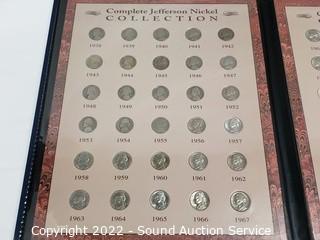 Complete Jefferson Nickel
COLLECTION
1938 1939 1940 1941 1942
1943 1944 1945 1946 1947
1948 1949 1950 1951 1952
1953 1954 1955 1956 1957
1958 1959 1960 1961 1962
1963 1964 1965 1966 1967
Copyright 2022 - Sound Auction Service